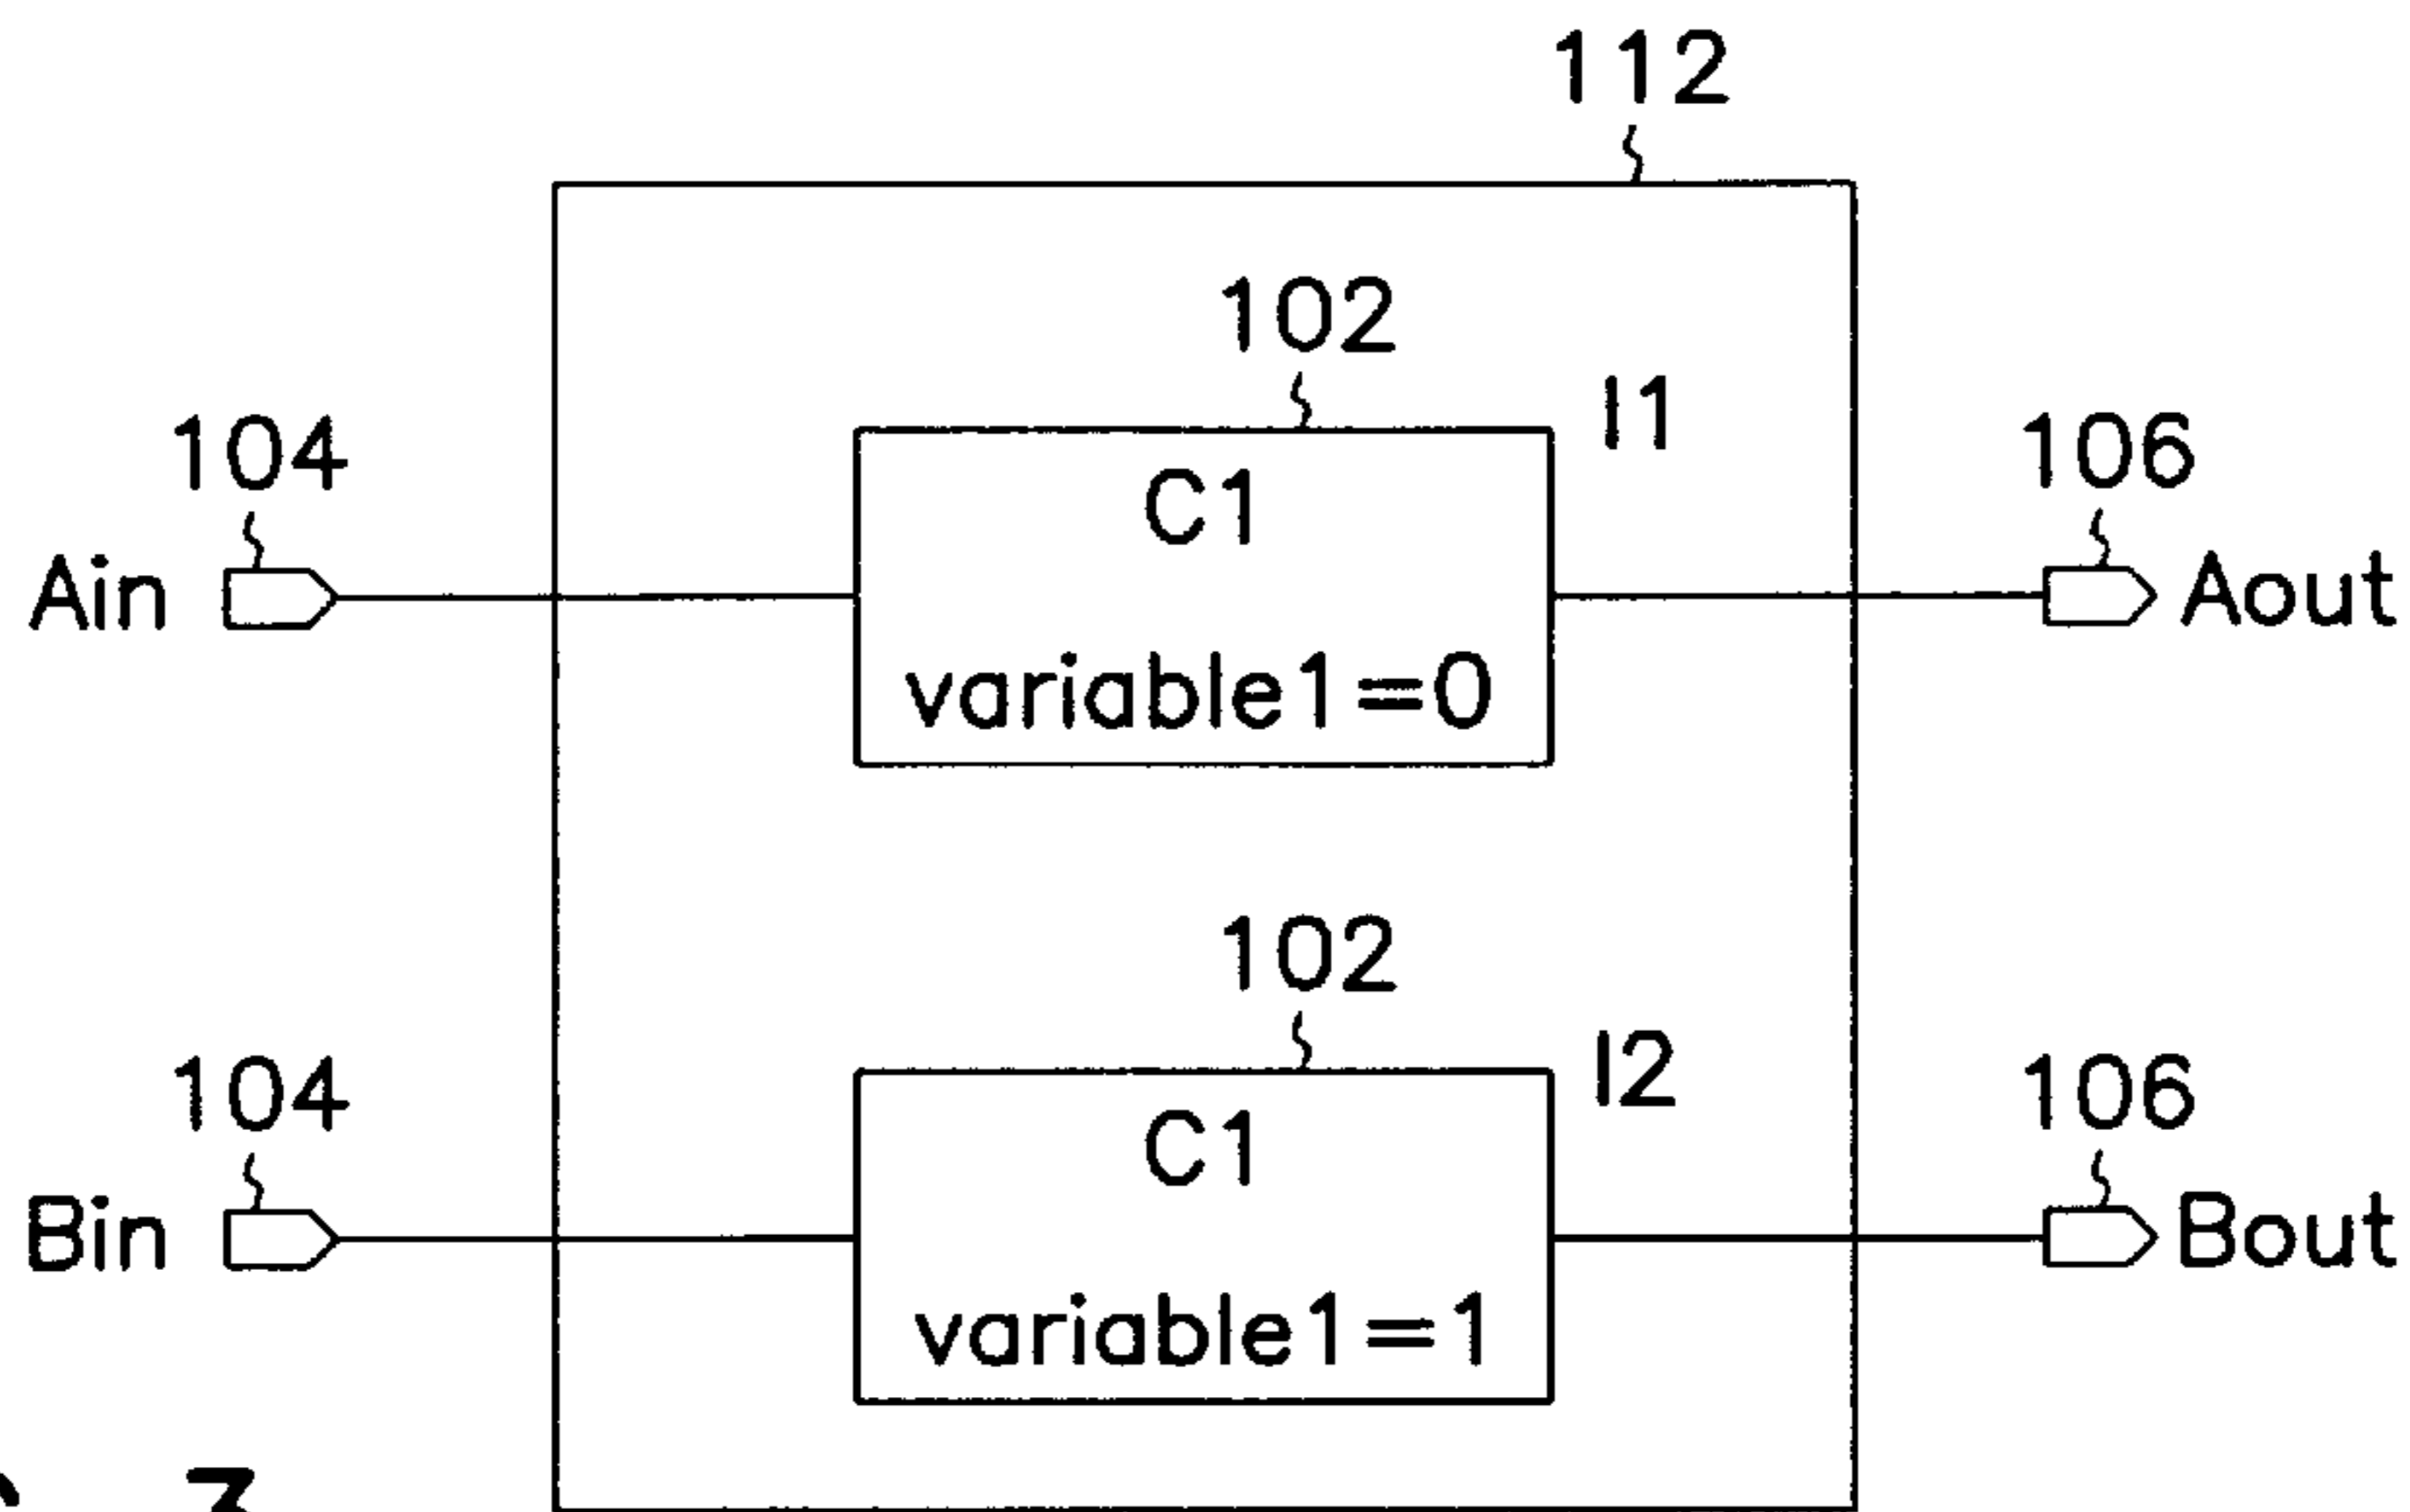 112
102
I1
104
106
C1
Ain
Aout
variable1=0
102
I2
104
106
C1
Bin
Bout
variable1=1